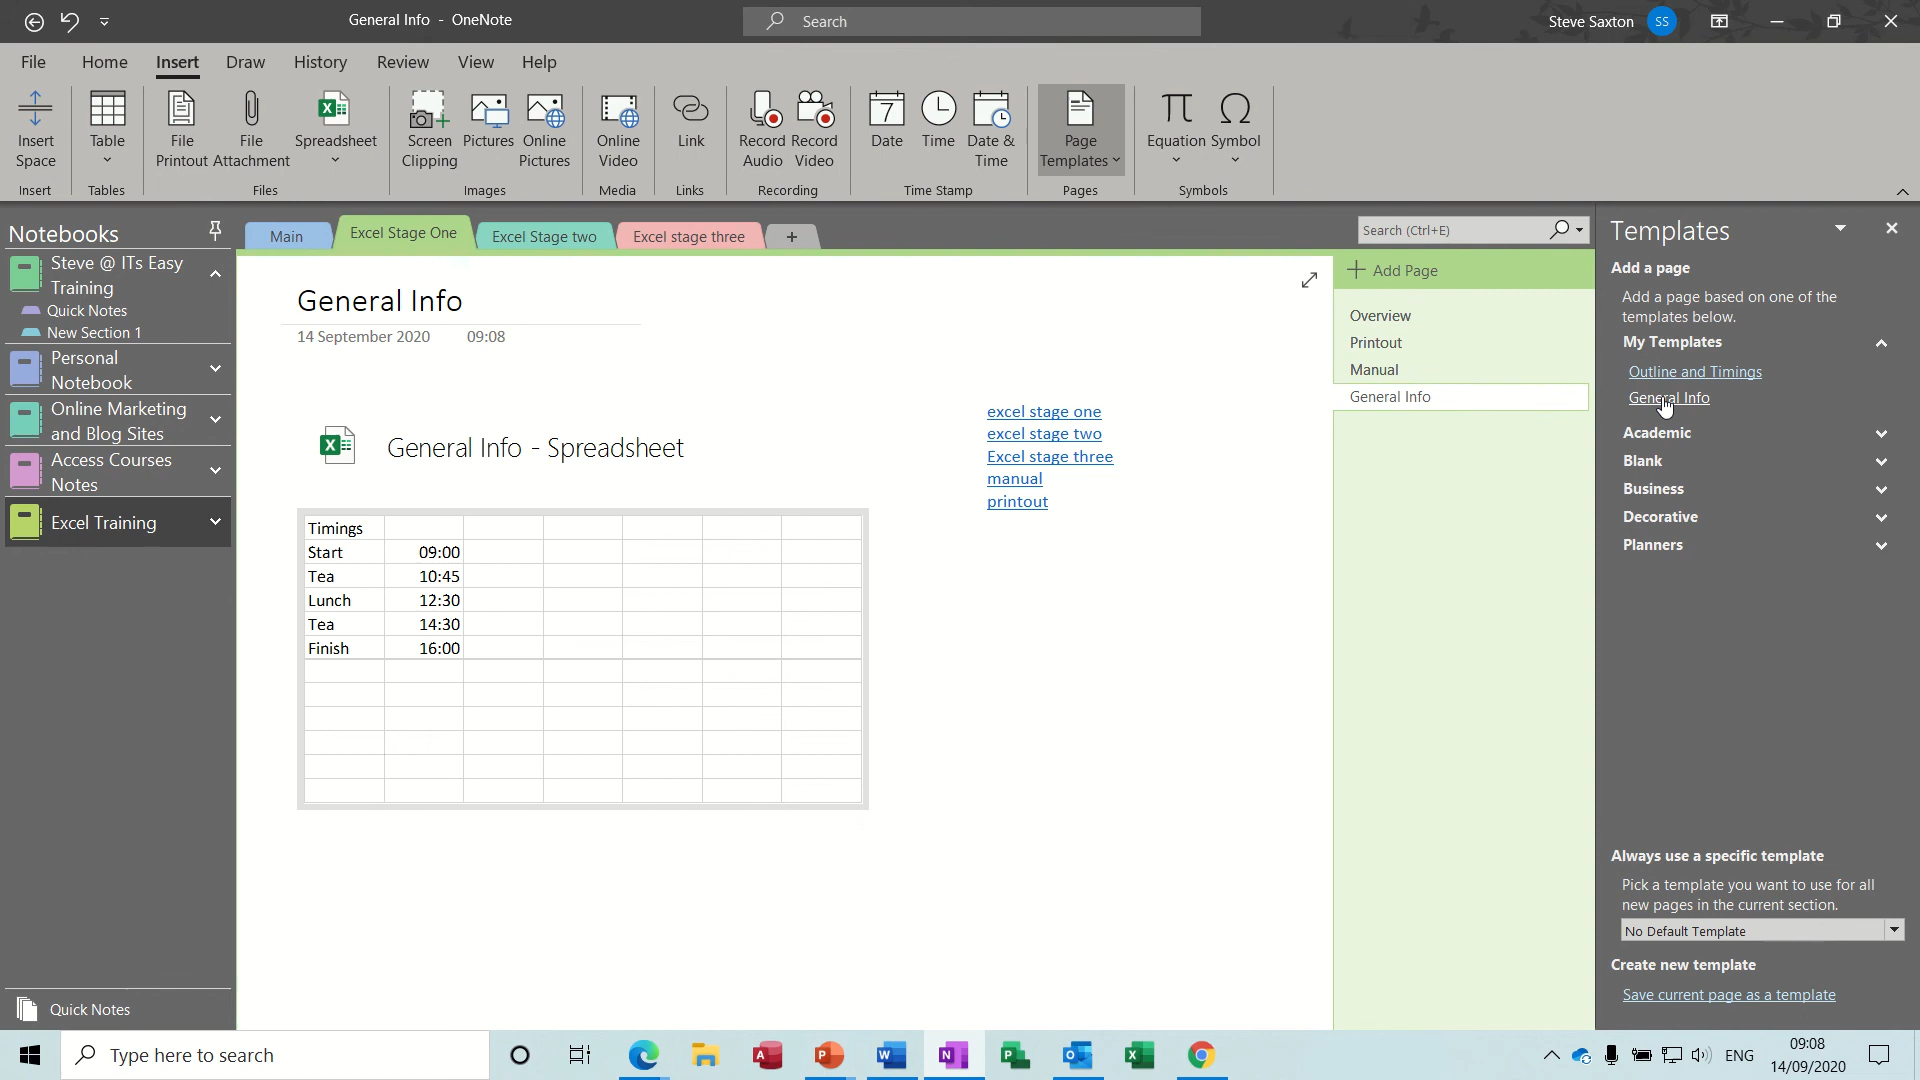 General Info - OneNote
Search
Steve Saxton
SS
File
Home
Insert
Draw
History
Review
View
Help
Insert Space
Table
File Printout
File Attachment
Spreadsheet
Screen Clipping
Pictures
Online Pictures
Online Video
Link
Record Audio
Record Video
7
Date
Time
Date & Time
Page Templates
Equation
Symbol
Insert
Tables
Files
Images
Media
Links
Recording
Time Stamp
Pages
Symbols
Notebooks
Steve @ ITs Easy
Training
Quick Notes
New Section 1
Personal
Notebook
Online Marketing
and Blog Sites
Access Courses
Notes
Excel Training
Quick Notes
Main
Excel Stage One
Excel Stage two
Excel stage three
Search (Ctrl+E)
General Info
14 September 2020 09:08
General Info - Spreadsheet
Timings
Start 09:00
Tea 10:45
Lunch 12:30
Tea 14:30
Finish 16:00
excel stage one
excel stage two
Excel stage three
manual
printout
Add Page
Overview
Printout
Manual
General Info
Templates
Add a page
Add a page based on one of the
templates below.
My Templates
Outline and Timings
General Info
Academic
Blank
Business
Decorative
Planners
Always use a specific template
Pick a template you want to use for all
new pages in the current section.
No Default Template
Create new template
Save current page as a template
Type here to search
ENG
09:08
14/09/2020